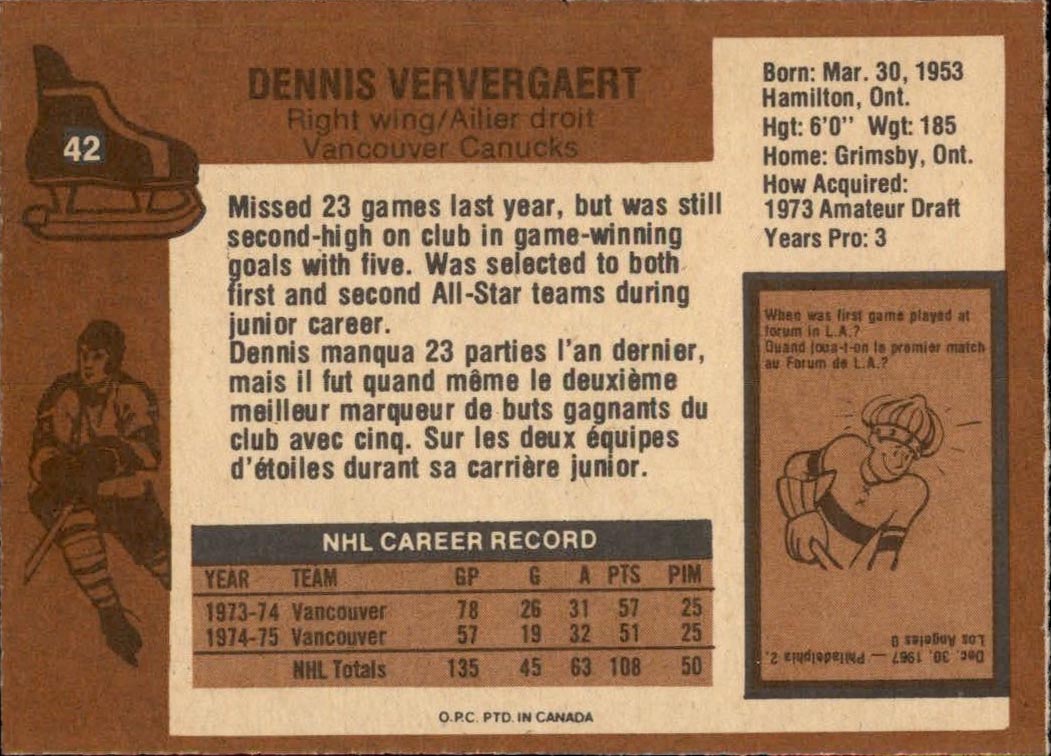 42
DENNIS VERVERGAERT
Right wing/Ailier droit
Vancouver Canucks
Born: Mar. 30, 1953
Hamilton, Ont.
Hgt: 6'0" Wgt: 185
Home: Grimsby, Ont.
How Acquired:
1973 Amateur Draft
Years Pro: 3
Missed 23 games last year, but was still
second-high on club in game-winning
goals with five. Was selected to both
first and second All-Star teams during
junior career.
Dennis manqua 23 parties l'an dernier,
mais il fut quand même le deuxième
meilleur marqueur de buts gagnants du
club avec cinq. Sur les deux équipes
d'étoiles durant sa carrière junior.
When was first game played at
forum in L.A.?
Quand joua-t-on le premier match
au Forum de L.A.?
Dec. 30, 1967 — Philadelphia 2,
Los Angeles 0
NHL CAREER RECORD
YEAR TEAM GP G A PTS PIM
1973-74 Vancouver 78 26 31 57 25
1974-75 Vancouver 57 19 32 51 25
NHL Totals 135 45 63 108 50
O.P.C. PTD. IN CANADA